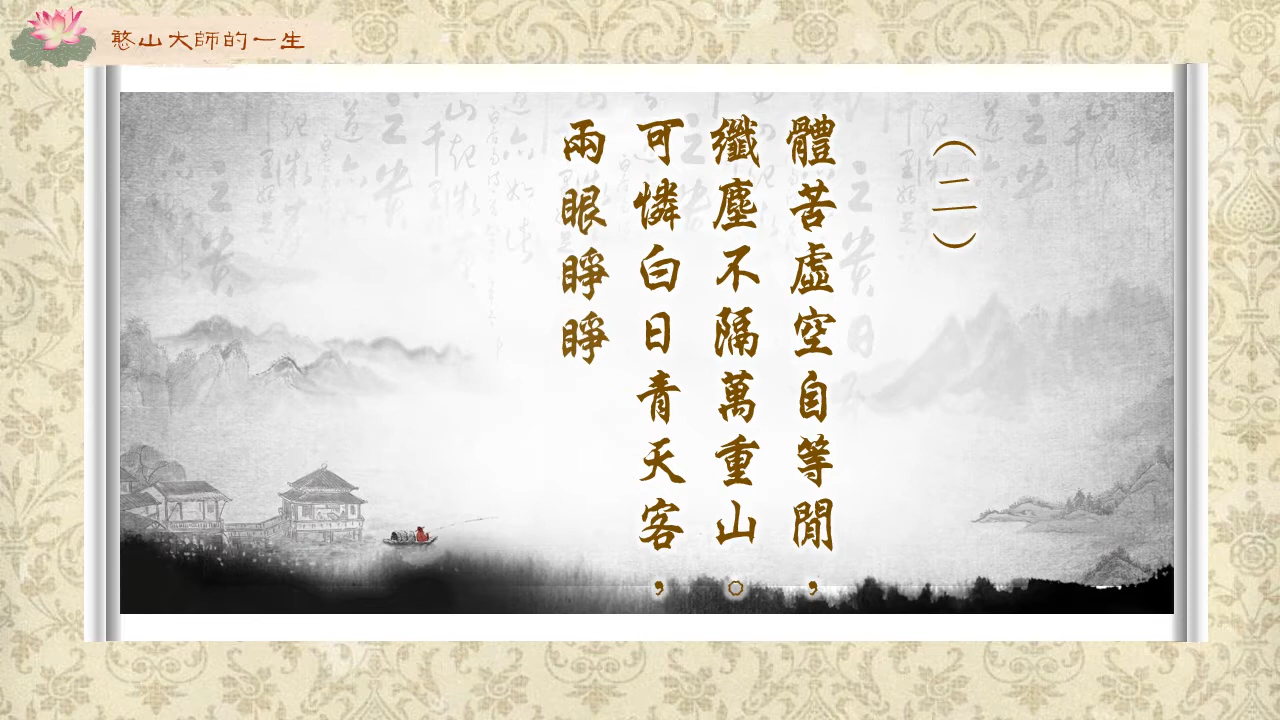 憨山大師的一生
（二）
體苦虛空自等閒，
纖塵不隔萬重山。
可憐白日青天客，
兩眼睜睜